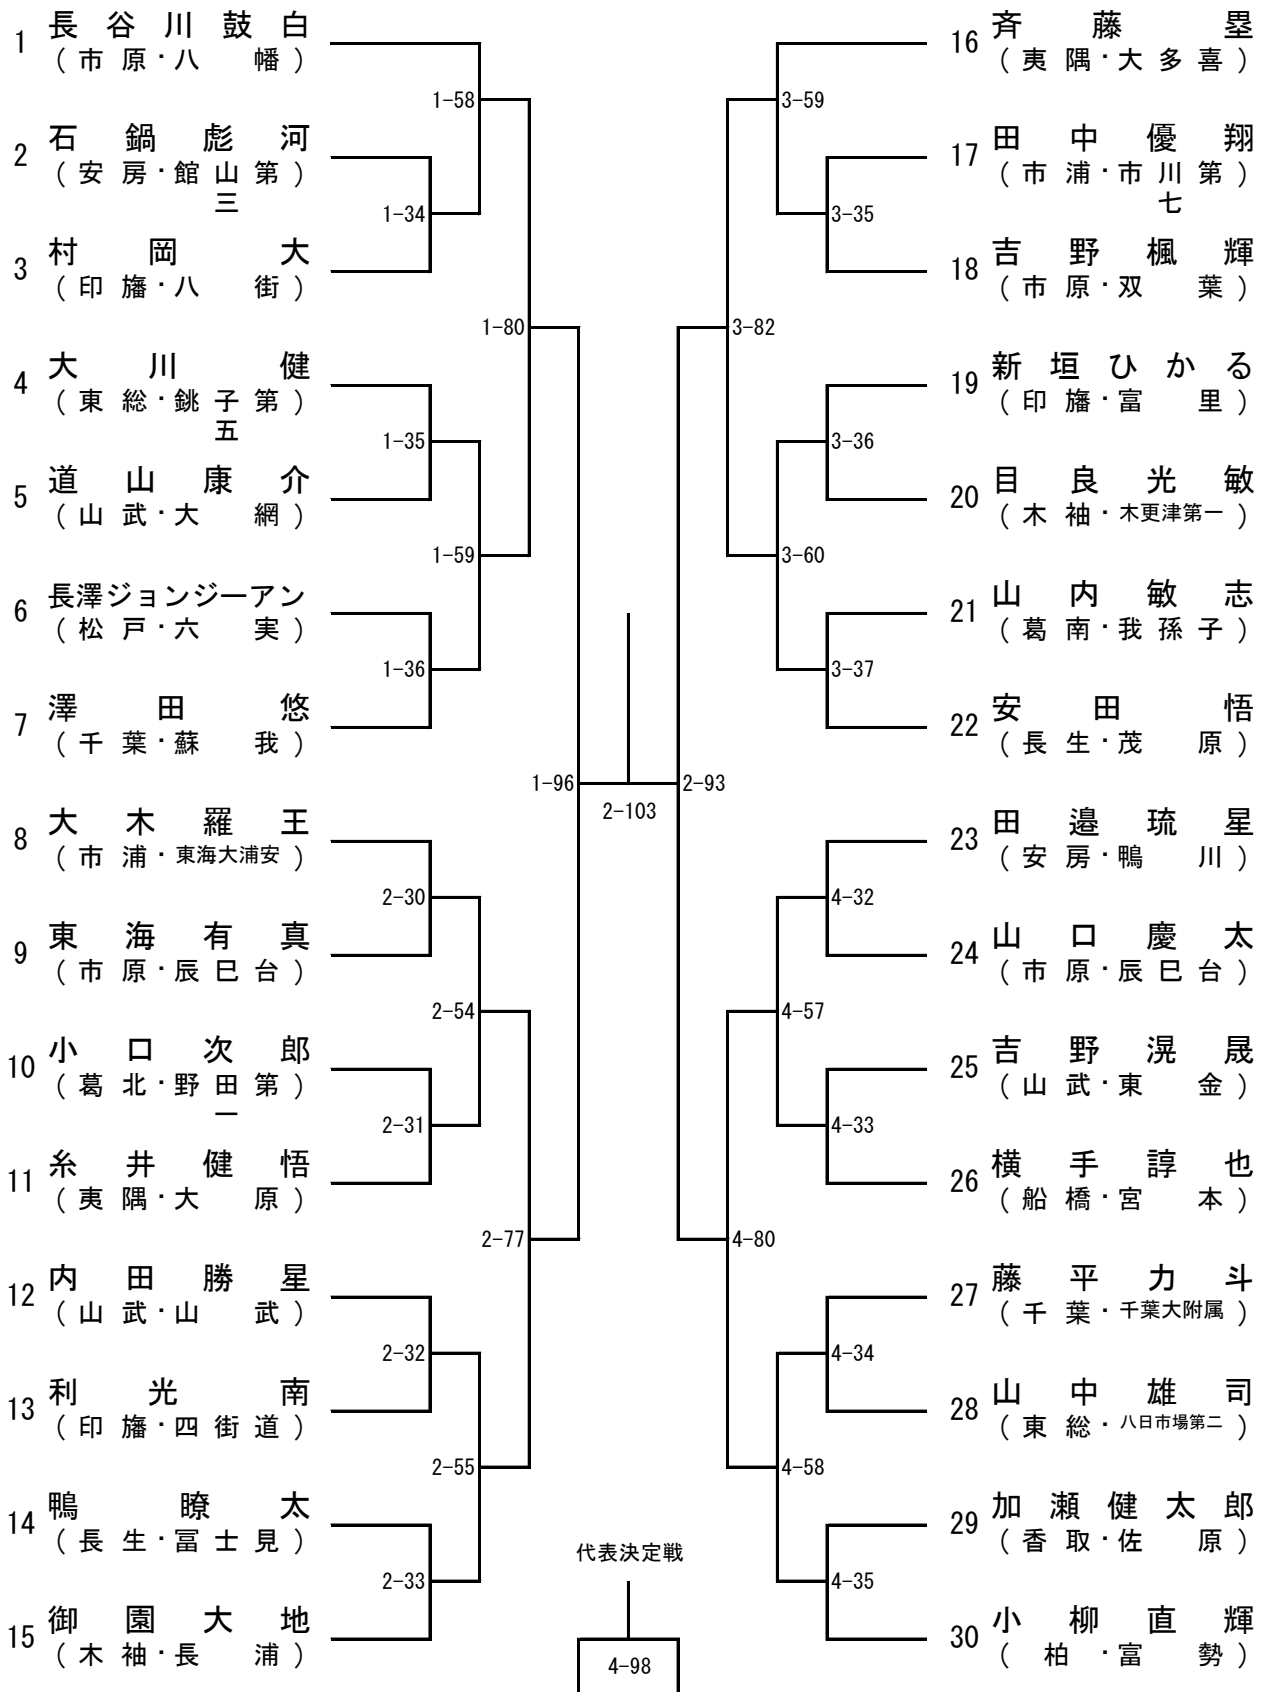 1 長谷川鼓白
(市原・八幡)
1-58
2 石鍋彪河
(安房・館山第三)
1-34
3 村岡大
(印旛・八街)
1-80
4 大川健
(東総・銚子第五)
1-35
5 道山康介
(山武・大網)
1-59
6 長澤ジョンジーアン
(松戸・六実)
1-36
7 澤田悠
(千葉・蘇我)
1-96
8 大木羅王
(市浦・東海大浦安)
2-30
9 東海有真
(市原・辰巳台)
2-54
10 小口次郎
(葛北・野田第一)
2-31
11 糸井健悟
(夷隅・大原)
2-77
12 内田勝星
(山武・山武)
2-32
13 利光南
(印旛・四街道)
2-55
14 鴨瞭太
(長生・冨士見)
2-33
15 御園大地
(木袖・長浦)
2-103
代表決定戦
4-98
16 斉藤塁
(夷隅・大多喜)
3-59
17 田中優翔
(市浦・市川第七)
3-35
18 吉野楓輝
(市原・双葉)
3-82
19 新垣ひかる
(印旛・富里)
3-36
20 目良光敏
(木袖・木更津第一)
3-60
21 山内敏志
(葛南・我孫子)
3-37
22 安田悟
(長生・茂原)
2-93
23 田邉琉星
(安房・鴨川)
4-32
24 山口慶太
(市原・辰巳台)
4-57
25 吉野滉晟
(山武・東金)
4-33
26 横手諄也
(船橋・宮本)
4-80
27 藤平力斗
(千葉・千葉大附属)
4-34
28 山中雄司
(東総・八日市場第二)
4-58
29 加瀬健太郎
(香取・佐原)
4-35
30 小柳直輝
(柏・富勢)